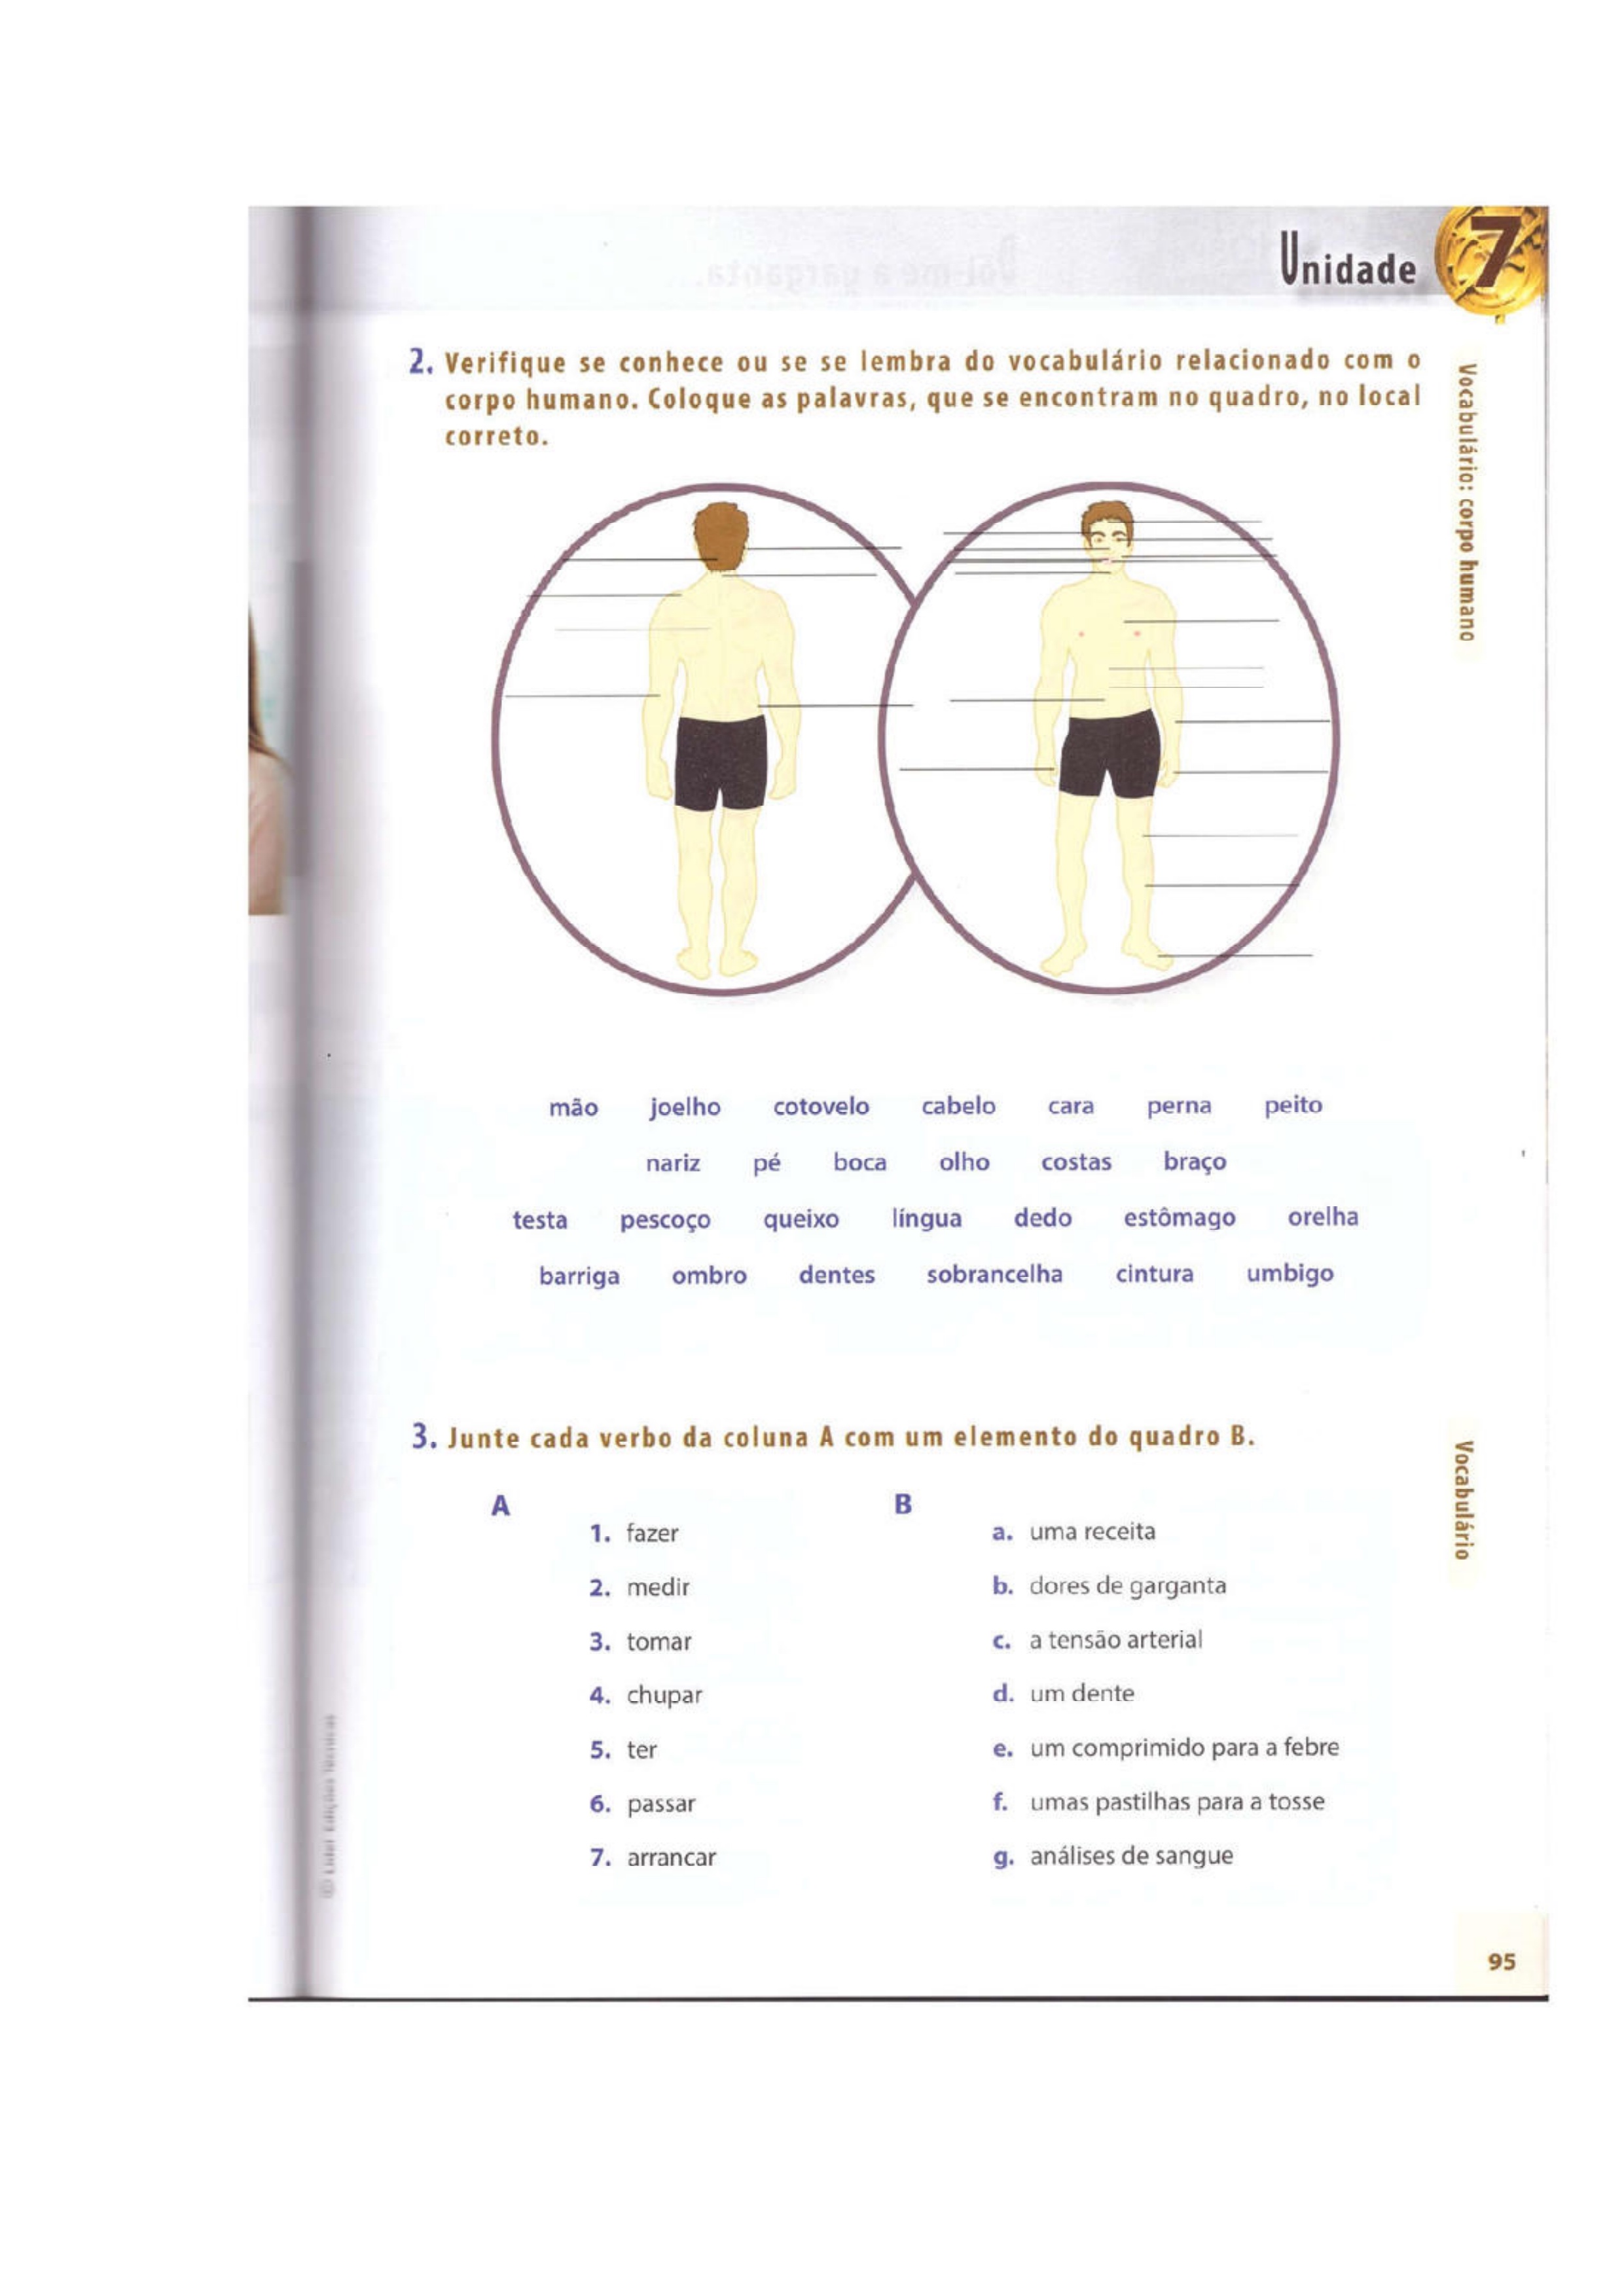 Unidade 7
2. Verifique se conhece ou se se lembra do vocabulário relacionado com o
corpo humano. Coloque as palavras, que se encontram no quadro, no local
correto.
Vocabulário: corpo humano
mão joelho cotovelo cabelo cara perna peito
nariz pé boca olho costas braço
testa pescoço queixo língua dedo estômago orelha
barriga ombro dentes sobrancelha cintura umbigo
3. Junte cada verbo da coluna A com um elemento do quadro B.
Vocabulário
A B
1. fazer a. uma receita
2. medir b. dores de garganta
3. tomar c. a tensão arterial
4. chupar d. um dente
5. ter e. um comprimido para a febre
6. passar f. umas pastilhas para a tosse
7. arrancar g. análises de sangue
© Lidel Edições Técnicas
95